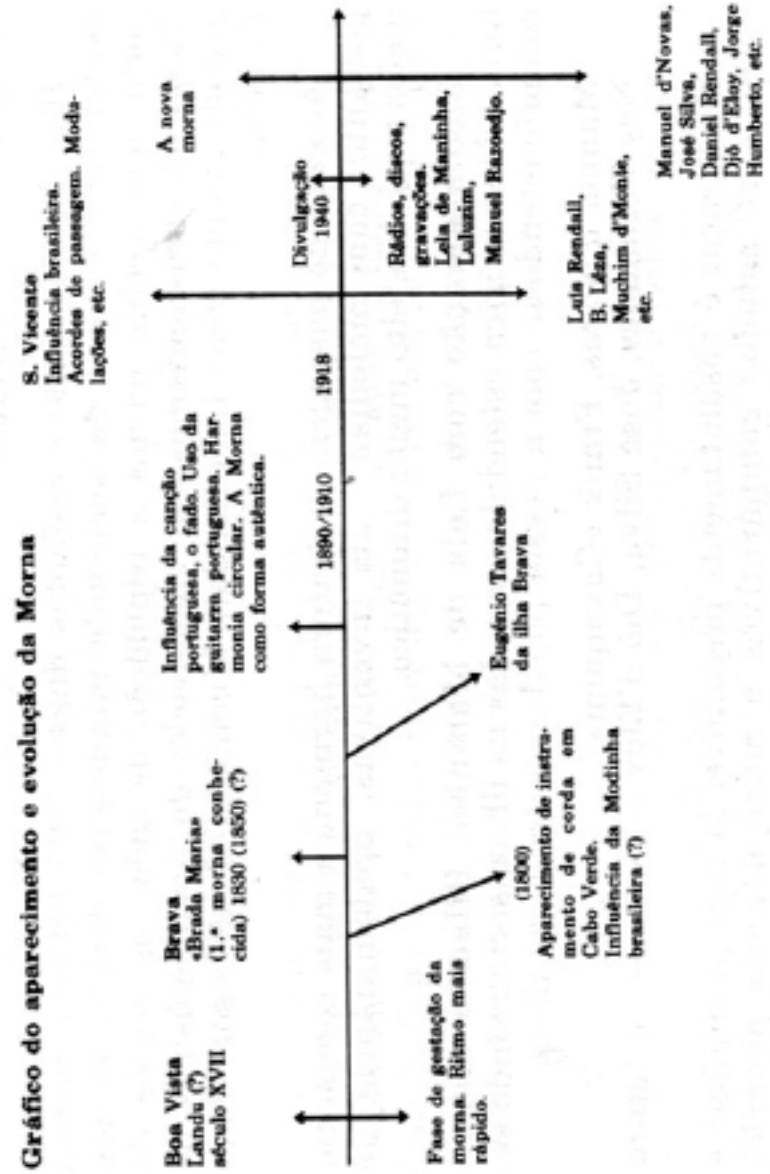 Gráfico do aparecimento e evolução da Morna
Boa Vista
Landu (?)
século XVII
Fase de gestação da
morna. Ritmo mais
rápido.
Brava
«Brada Maria»
(1.ª morna conhe-
cida) 1830 (1850) (?)
(1800)
Aparecimento de instru-
mento de corda em
Cabo Verde.
Influência da Modinha
brasileira (?)
Influência da canção
portuguesa, o fado. Uso da
guitarra portuguesa. Har-
monia circular. A Morna
como forma autêntica.
Eugénio Tavares
da ilha Brava
1890/1910
1918
S. Vicente
Influência brasileira.
Acordes de passagem. Modu-
lações, etc.
Luis Rendall,
B. Léza,
Muchim d'Monte,
etc.
Divulgação
1940
Rádios, discos,
gravações.
Lela de Maninha,
Luluzim,
Manuel Razoedjo.
A nova
morna
Manuel d'Novas,
José Silva,
Daniel Rendall,
Djô d'Eloy, Jorge
Humberto, etc.